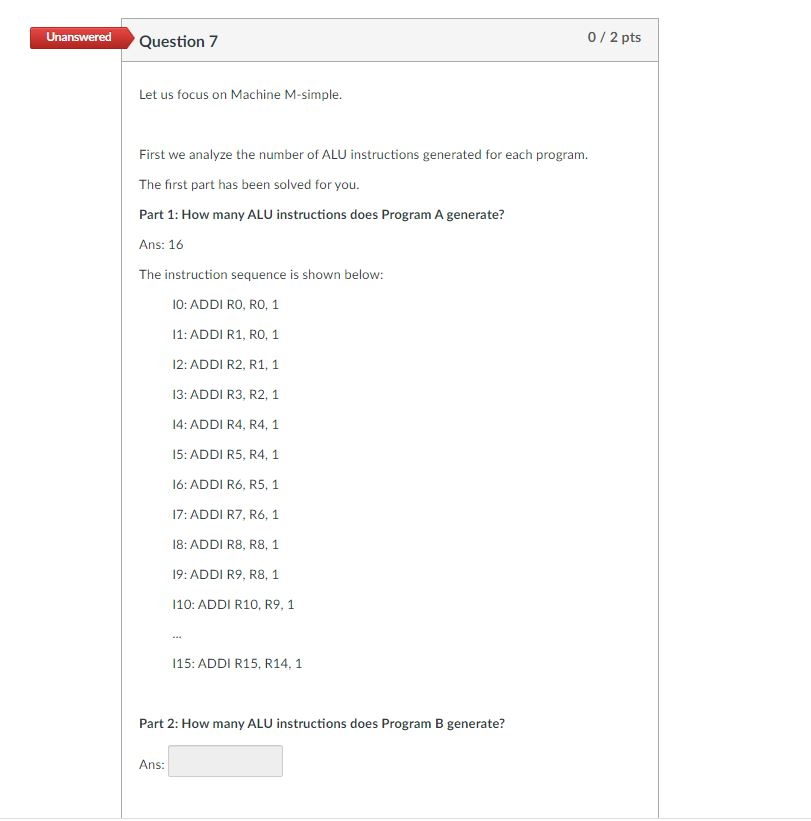 Unanswered
Question 7
0 / 2 pts
Let us focus on Machine M-simple.
First we analyze the number of ALU instructions generated for each program.
The first part has been solved for you.
Part 1: How many ALU instructions does Program A generate?
Ans: 16
The instruction sequence is shown below:
I0: ADDI R0, R0, 1
I1: ADDI R1, R0, 1
I2: ADDI R2, R1, 1
I3: ADDI R3, R2, 1
I4: ADDI R4, R4, 1
I5: ADDI R5, R4, 1
I6: ADDI R6, R5, 1
I7: ADDI R7, R6, 1
I8: ADDI R8, R8, 1
I9: ADDI R9, R8, 1
I10: ADDI R10, R9, 1
...
I15: ADDI R15, R14, 1
Part 2: How many ALU instructions does Program B generate?
Ans: